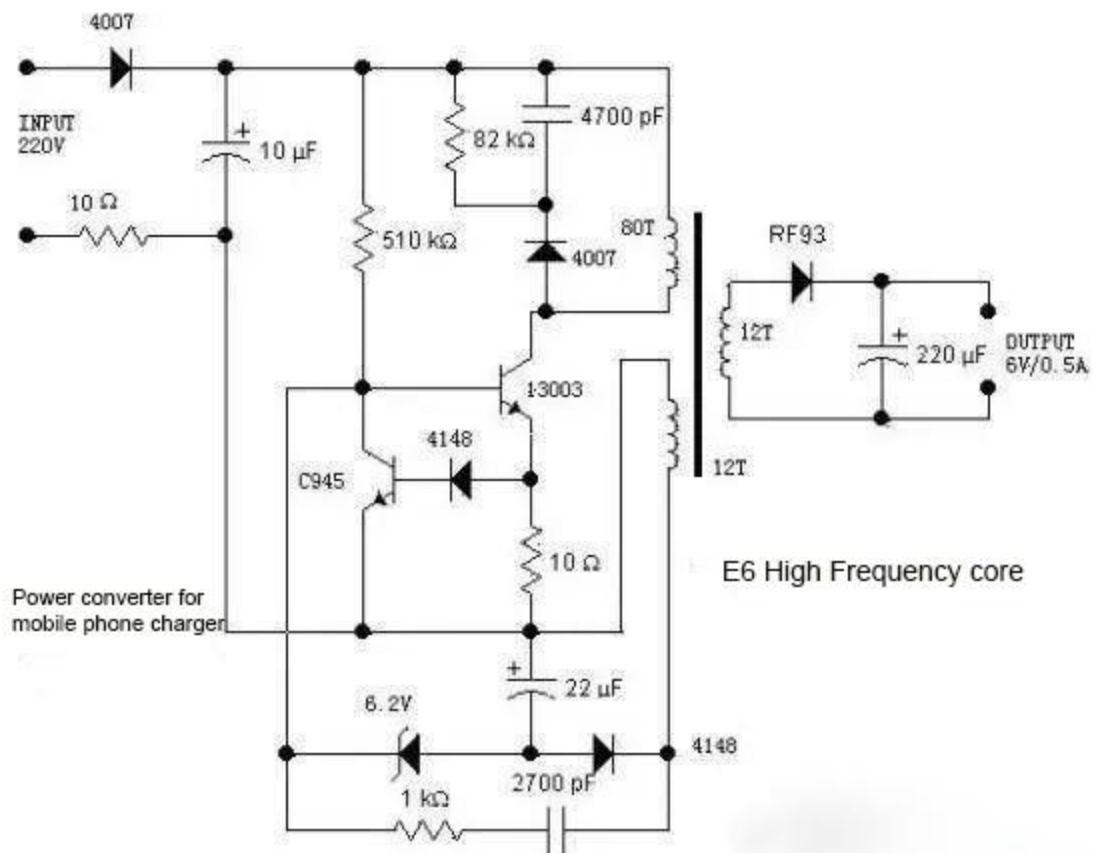 4007
INPUT
220V
10 µF
10 Ω
510 kΩ
82 kΩ
4700 pF
4007
80T
RF93
12T
220 µF
DUTPUT
6V/0.5A
13003
12T
4148
C945
10 Ω
E6 High Frequency core
Power converter for
mobile phone charger
22 µF
6.2V
4148
2700 pF
1 kΩ